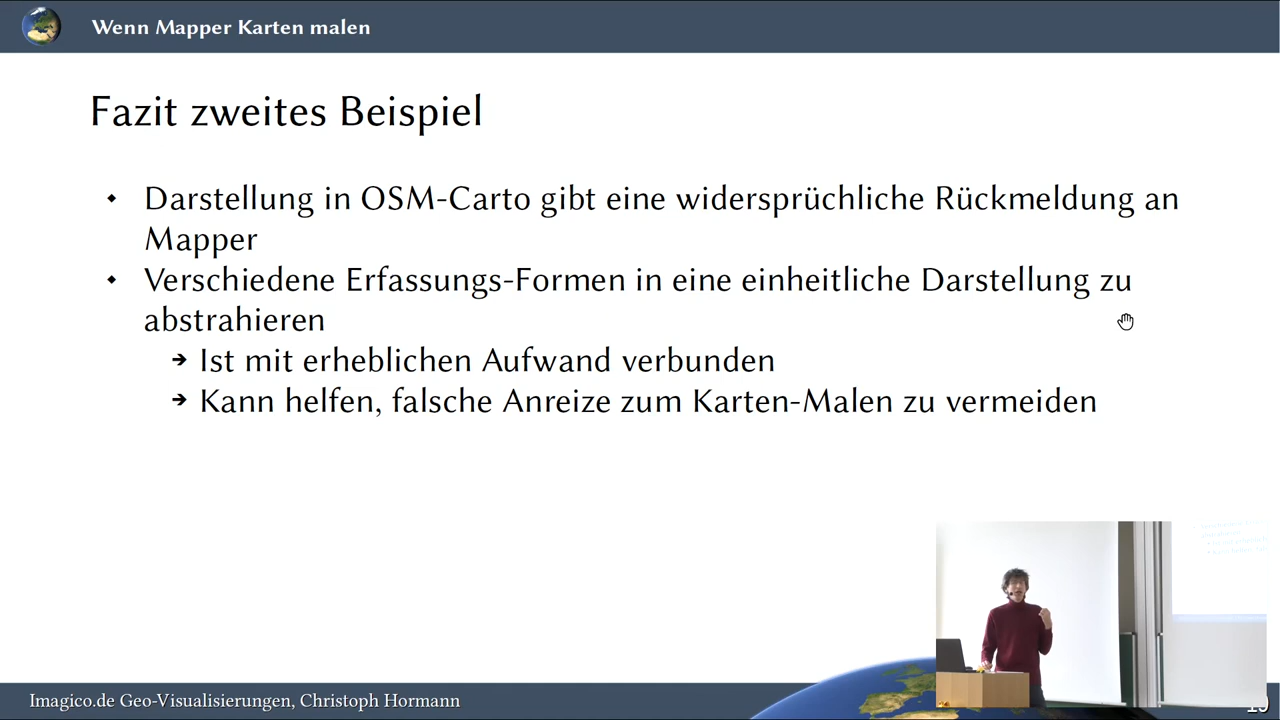 Wenn Mapper Karten malen
Fazit zweites Beispiel
Darstellung in OSM-Carto gibt eine widersprüchliche Rückmeldung an
Mapper
Verschiedene Erfassungs-Formen in eine einheitliche Darstellung zu
abstrahieren
Ist mit erheblichen Aufwand verbunden
Kann helfen, falsche Anreize zum Karten-Malen zu vermeiden
Imagico.de Geo-Visualisierungen, Christoph Hormann